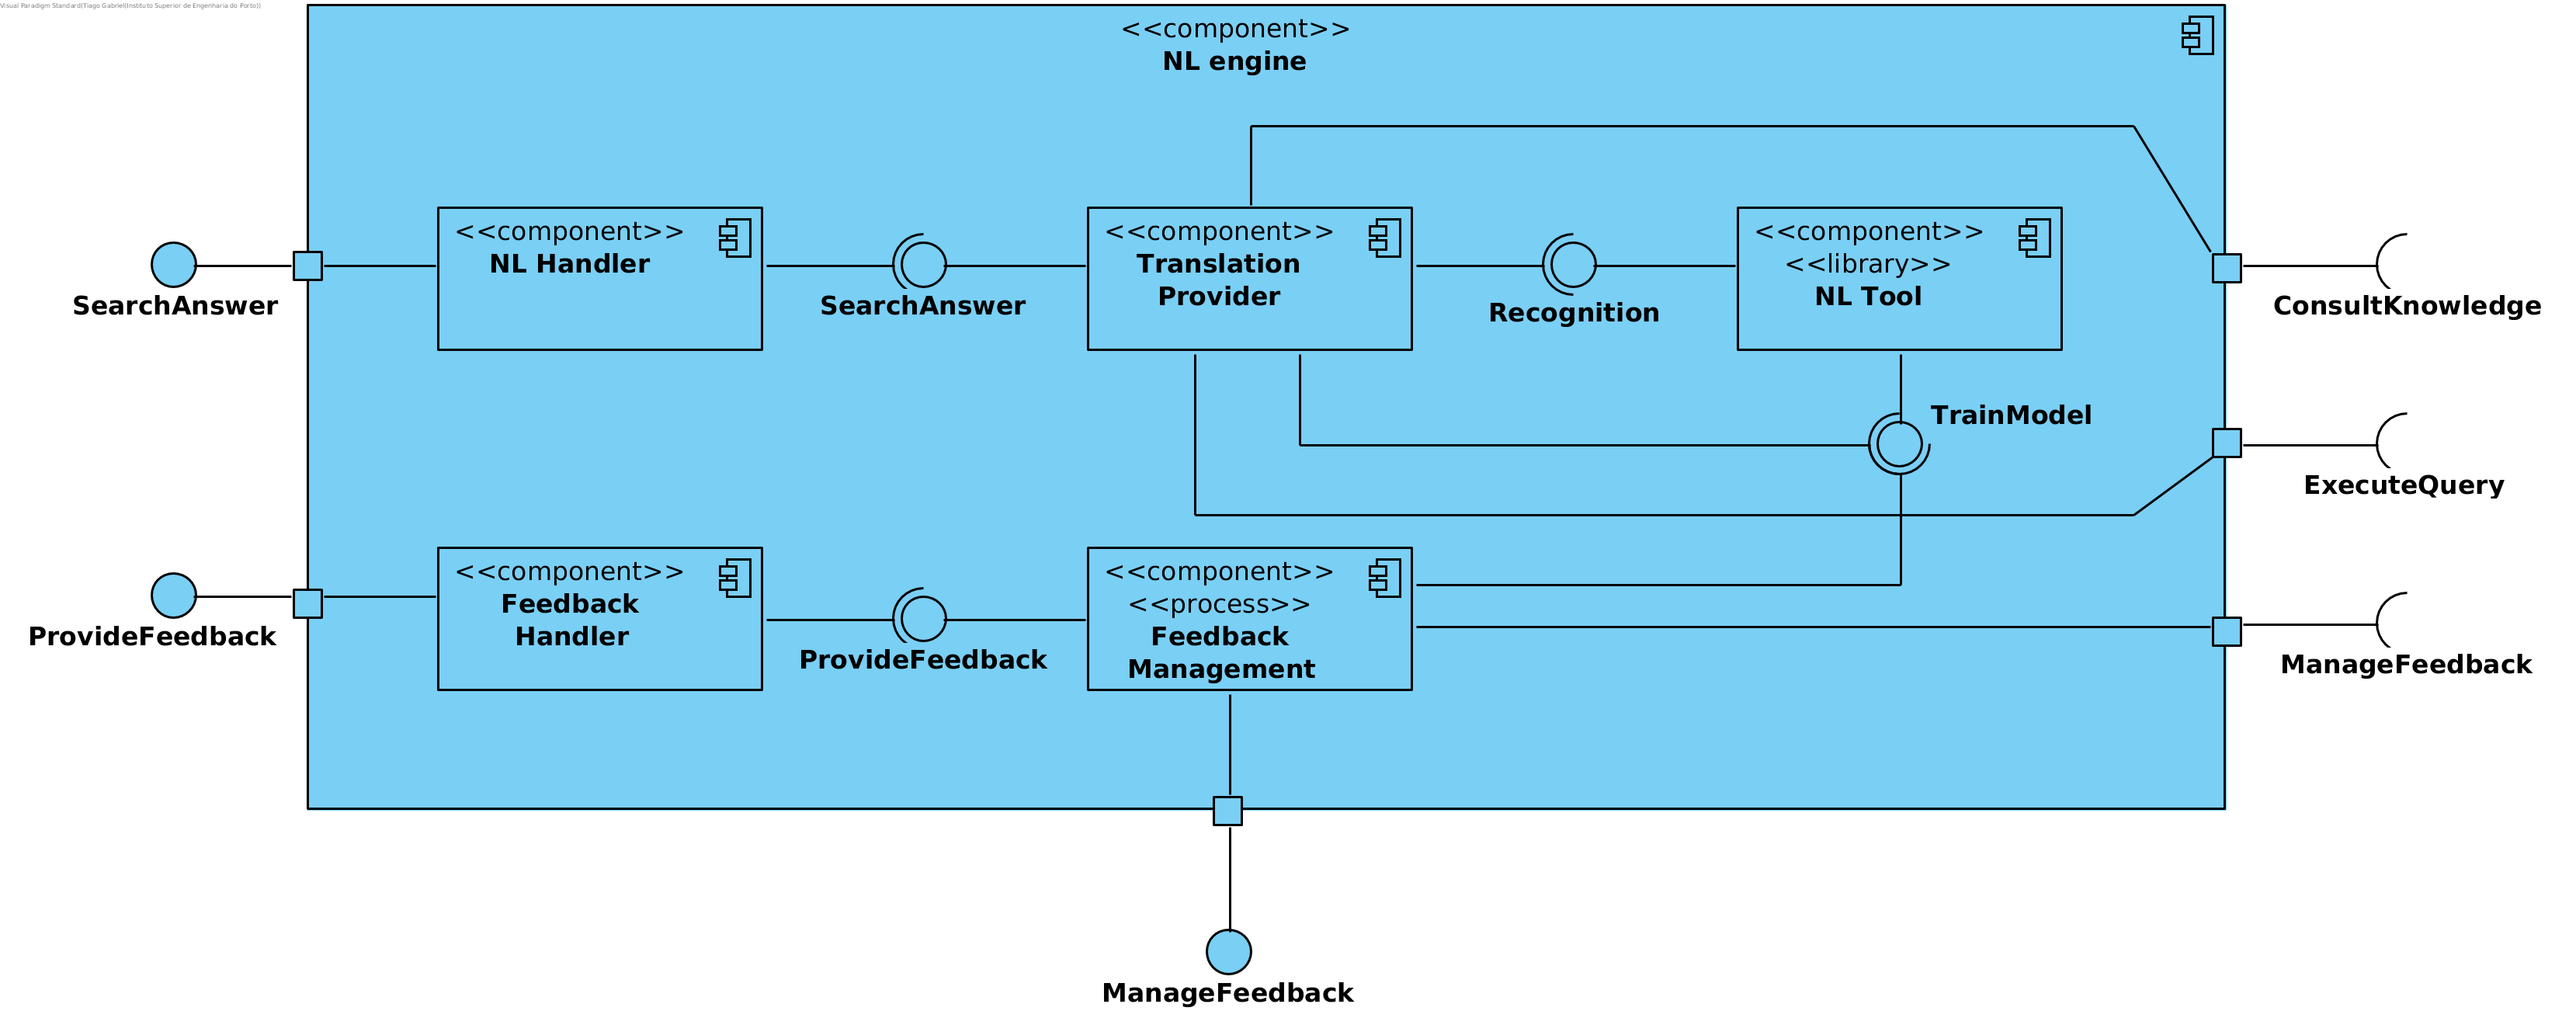 Visual Paradigm Standard(Tiago Gabriel(Instituto Superior de Engenharia do Porto))
<<component>>
NL engine
<<component>>
NL Handler
<<component>>
Translation
Provider
<<component>>
<<library>>
NL Tool
SearchAnswer
SearchAnswer
Recognition
ConsultKnowledge
TrainModel
ExecuteQuery
<<component>>
Feedback
Handler
<<component>>
<<process>>
Feedback
Management
ProvideFeedback
ProvideFeedback
ManageFeedback
ManageFeedback